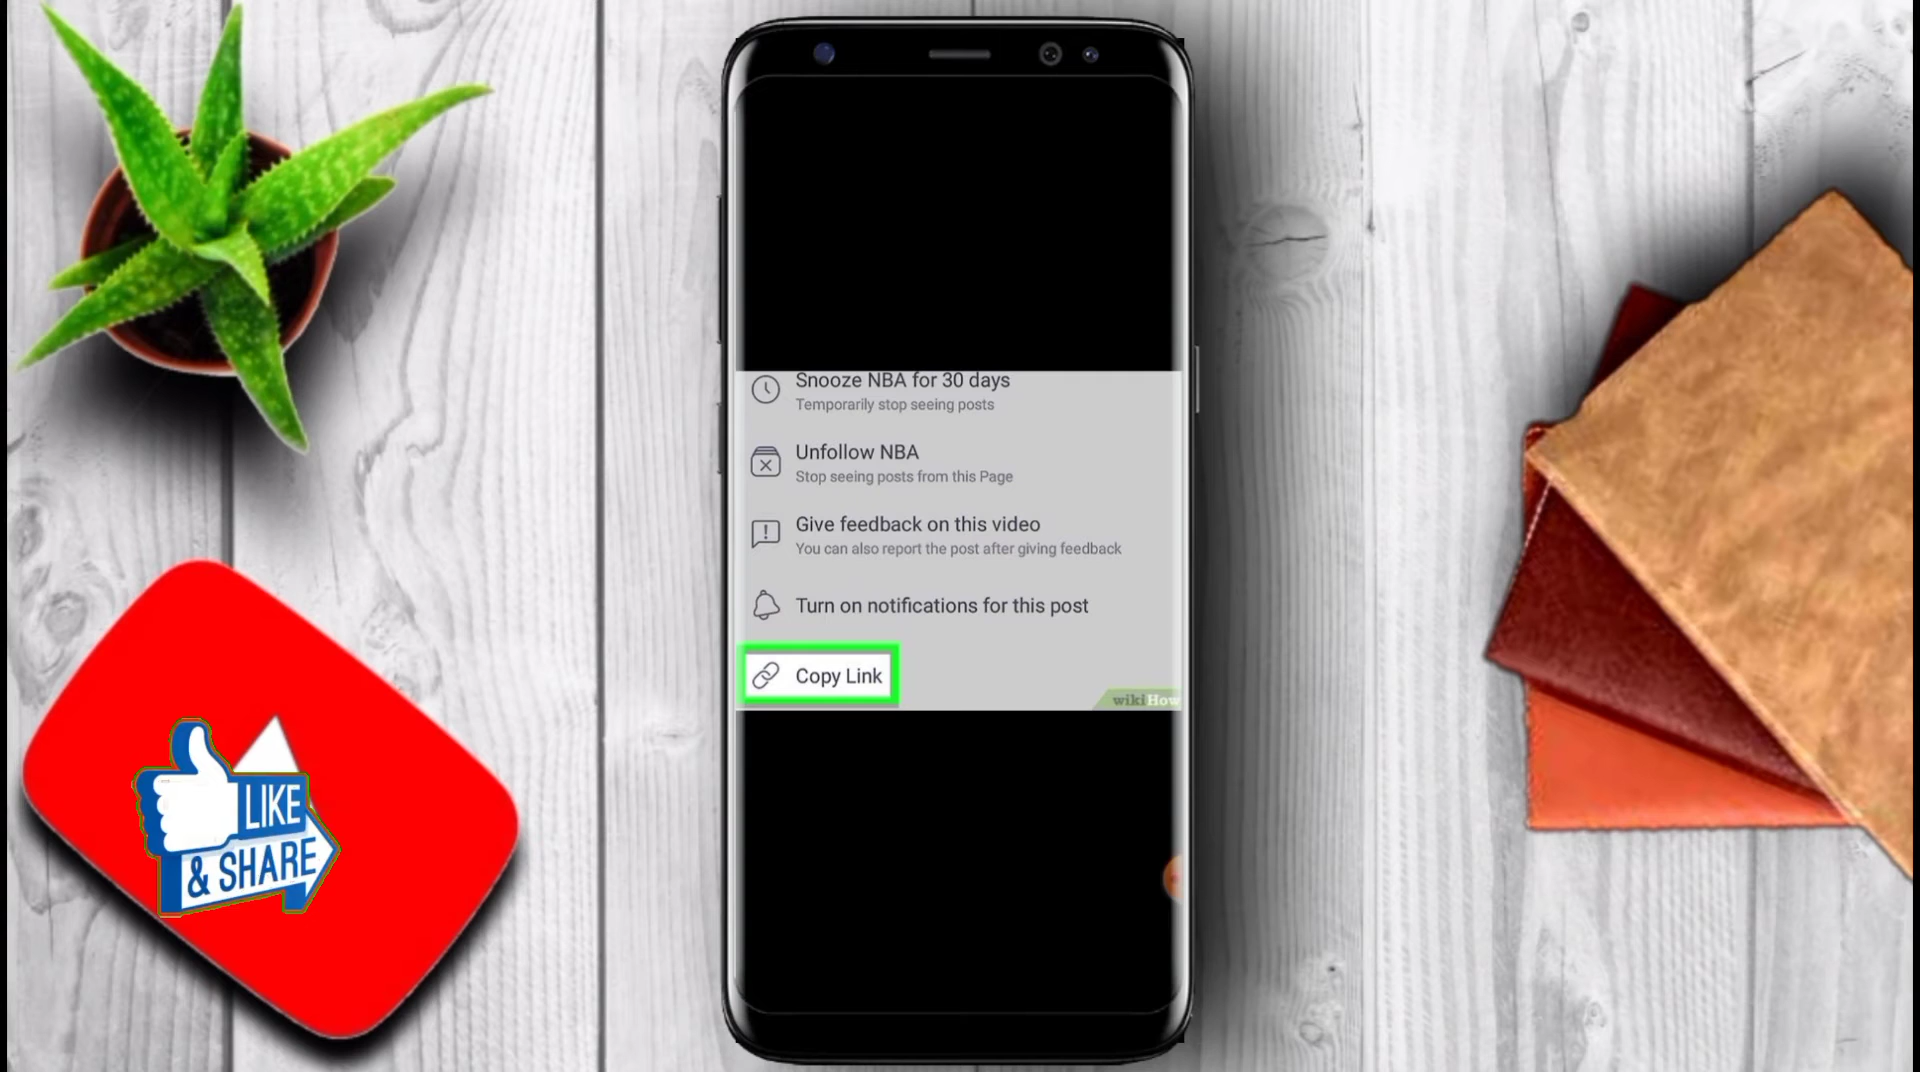 Snooze NBA for 30 days
Temporarily stop seeing posts
Unfollow NBA
Stop seeing posts from this Page
Give feedback on this video
You can also report the post after giving feedback
Turn on notifications for this post
Copy Link
wikiHow
LIKE
& SHARE